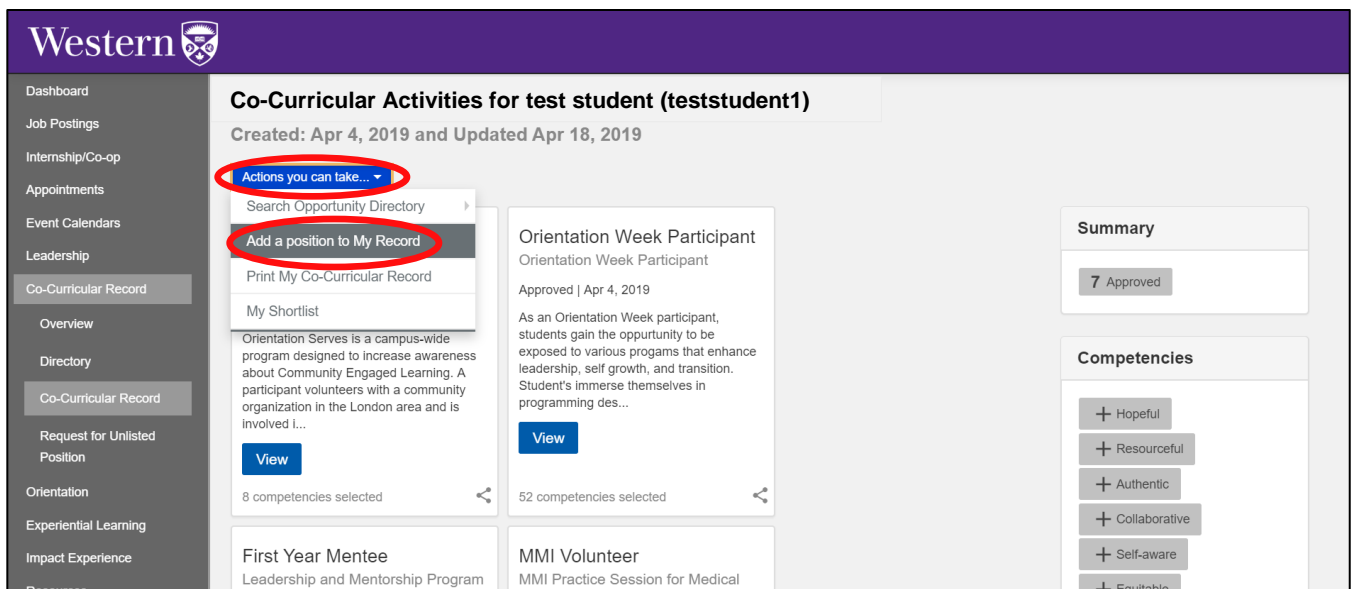 Western
Dashboard
Job Postings
Internship/Co-op
Appointments
Event Calendars
Leadership
Co-Curricular Record
Overview
Directory
Co-Curricular Record
Request for Unlisted
Position
Orientation
Experiential Learning
Impact Experience
Resources
Co-Curricular Activities for test student (teststudent1)
Created: Apr 4, 2019 and Updated Apr 18, 2019
Actions you can take...
Search Opportunity Directory
Add a position to My Record
Print My Co-Curricular Record
My Shortlist
Orientation Serves is a campus-wide
program designed to increase awareness
about Community Engaged Learning. A
participant volunteers with a community
organization in the London area and is
involved i...
View
8 competencies selected
Orientation Week Participant
Orientation Week Participant
Approved | Apr 4, 2019
As an Orientation Week participant,
students gain the oppurtunity to be
exposed to various progams that enhance
leadership, self growth, and transition.
Student's immerse themselves in
programming des...
View
52 competencies selected
First Year Mentee
Leadership and Mentorship Program
MMI Volunteer
MMI Practice Session for Medical
Summary
7 Approved
Competencies
+ Hopeful
+ Resourceful
+ Authentic
+ Collaborative
+ Self-aware
+ Equitable